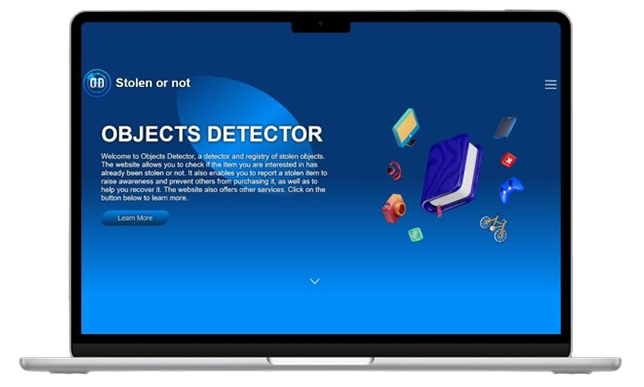 OD Stolen or not
OBJECTS DETECTOR
Welcome to Objects Detector, a detector and registry of stolen objects.
The website allows you to check if the item you are interested in has
already been stolen or not. It also enables you to report a stolen item to
raise awareness and prevent others from purchasing it, as well as to
help you recover it. The website also offers other services. Click on the
button below to learn more.
Learn More